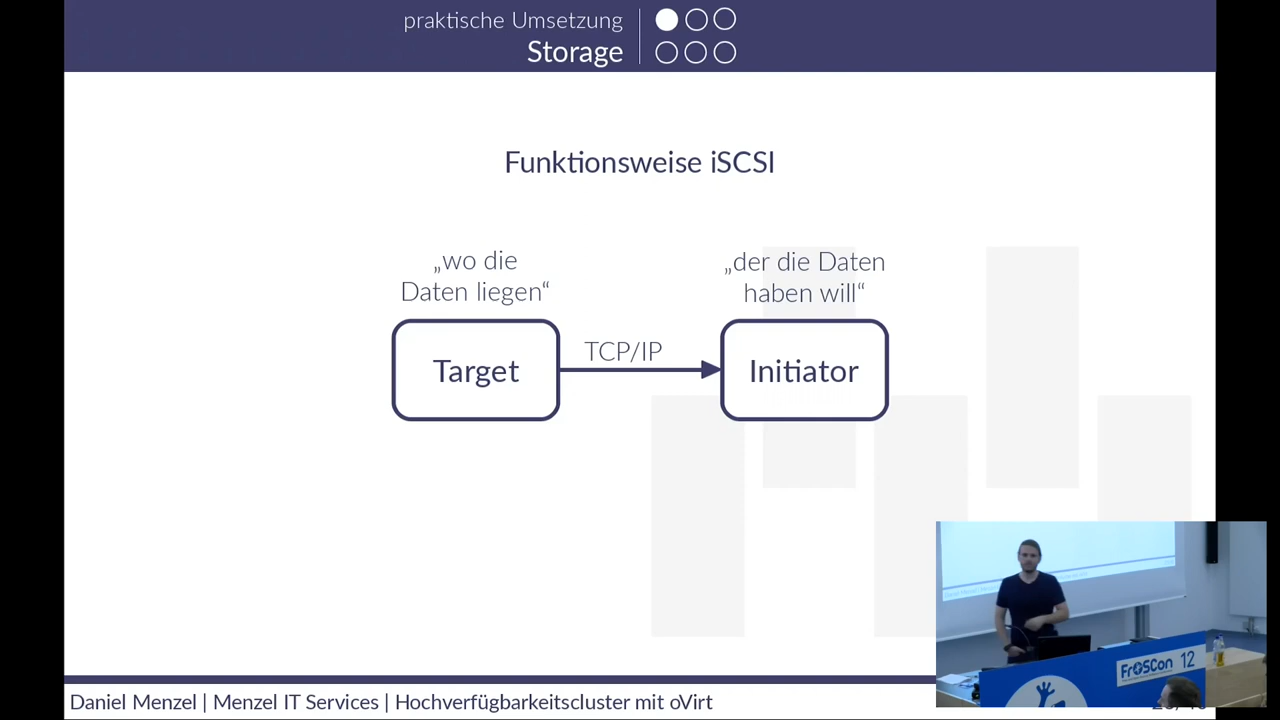 praktische Umsetzung
Storage
Funktionsweise iSCSI
„wo die
Daten liegen“
„der die Daten
haben will“
TCP/IP
Target
Initiator
FrOSCon 12
Daniel Menzel | Menzel IT Services | Hochverfügbarkeitscluster mit oVirt